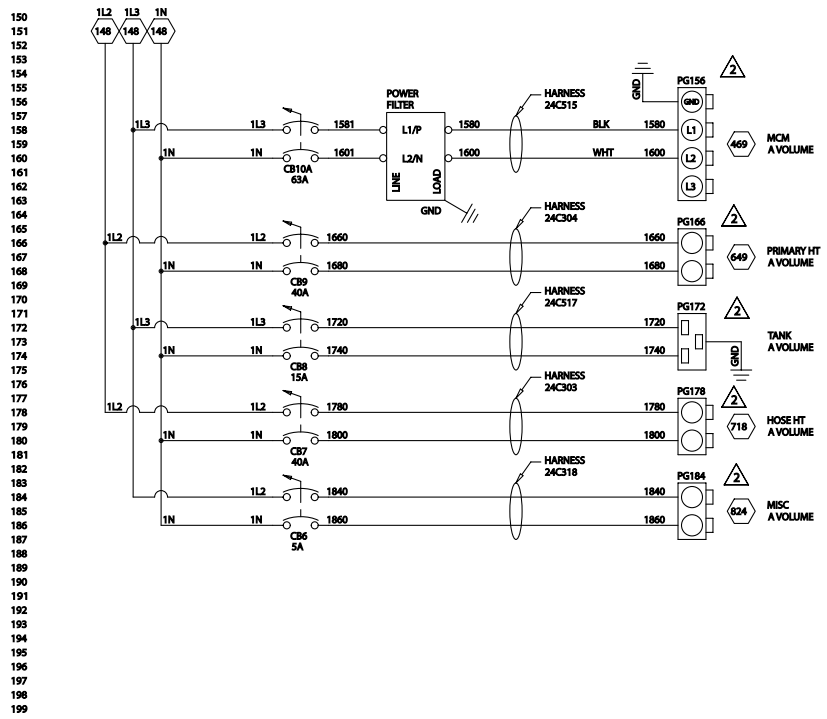 150
1L2 1L3 1N
151
148 148 148
152
153
154
2
155
PG156
156
POWER FILTER
HARNESS 24C515
GND
GND
157
158
1L3 1L3 1581 L1/P 1580 BLK 1580 L1
159
469
MCM A VOLUME
160
1N 1N 1601 L2/N 1600 WHT 1600 L2
161
CB10A
63A
LINE
LOAD
162
L3
163
GND
164
HARNESS 24C304
2
165
PG166
166
1L2 1L2 1660 1660
167
649
PRIMARY HT A VOLUME
168
1N 1N 1680 1680
169
CB9
40A
170
HARNESS 24C517
171
2
PG172
172
1L3 1L3 1720 1720
173
TANK A VOLUME
174
1N 1N 1740 1740
GND
175
CB8
15A
176
HARNESS 24C303
177
2
PG178
178
1L2 1L2 1780 1780
179
718
HOSE HT A VOLUME
180
1N 1N 1800 1800
181
CB7
40A
182
HARNESS 24C318
183
2
PG184
184
1L2 1840 1840
185
824
MISC A VOLUME
186
1N 1N 1860 1860
187
CB6
5A
188
189
190
191
192
193
194
195
196
197
198
199